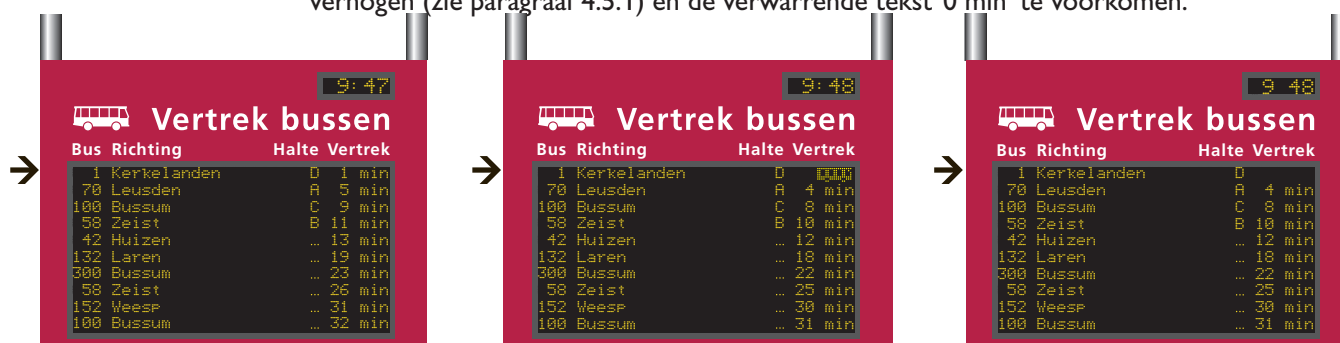 verhogen (zie paragraaf 4.5.1) en de verwarrende tekst '0 min' te voorkomen.
9:47
Vertrek bussen
Bus Richting Halte Vertrek
1 Kerkelanden D 1 min
70 Leusden A 5 min
100 Bussum C 9 min
58 Zeist B 11 min
42 Huizen … 13 min
132 Laren … 19 min
300 Bussum … 23 min
58 Zeist … 26 min
152 Weesp … 31 min
100 Bussum … 32 min
9:48
Vertrek bussen
Bus Richting Halte Vertrek
1 Kerkelanden D
70 Leusden A 4 min
100 Bussum C 8 min
58 Zeist B 10 min
42 Huizen … 12 min
132 Laren … 18 min
300 Bussum … 22 min
58 Zeist … 25 min
152 Weesp … 30 min
100 Bussum … 31 min
9 48
Vertrek bussen
Bus Richting Halte Vertrek
1 Kerkelanden D
70 Leusden A 4 min
100 Bussum C 8 min
58 Zeist B 10 min
42 Huizen … 12 min
132 Laren … 18 min
300 Bussum … 22 min
58 Zeist … 25 min
152 Weesp … 30 min
100 Bussum … 31 min